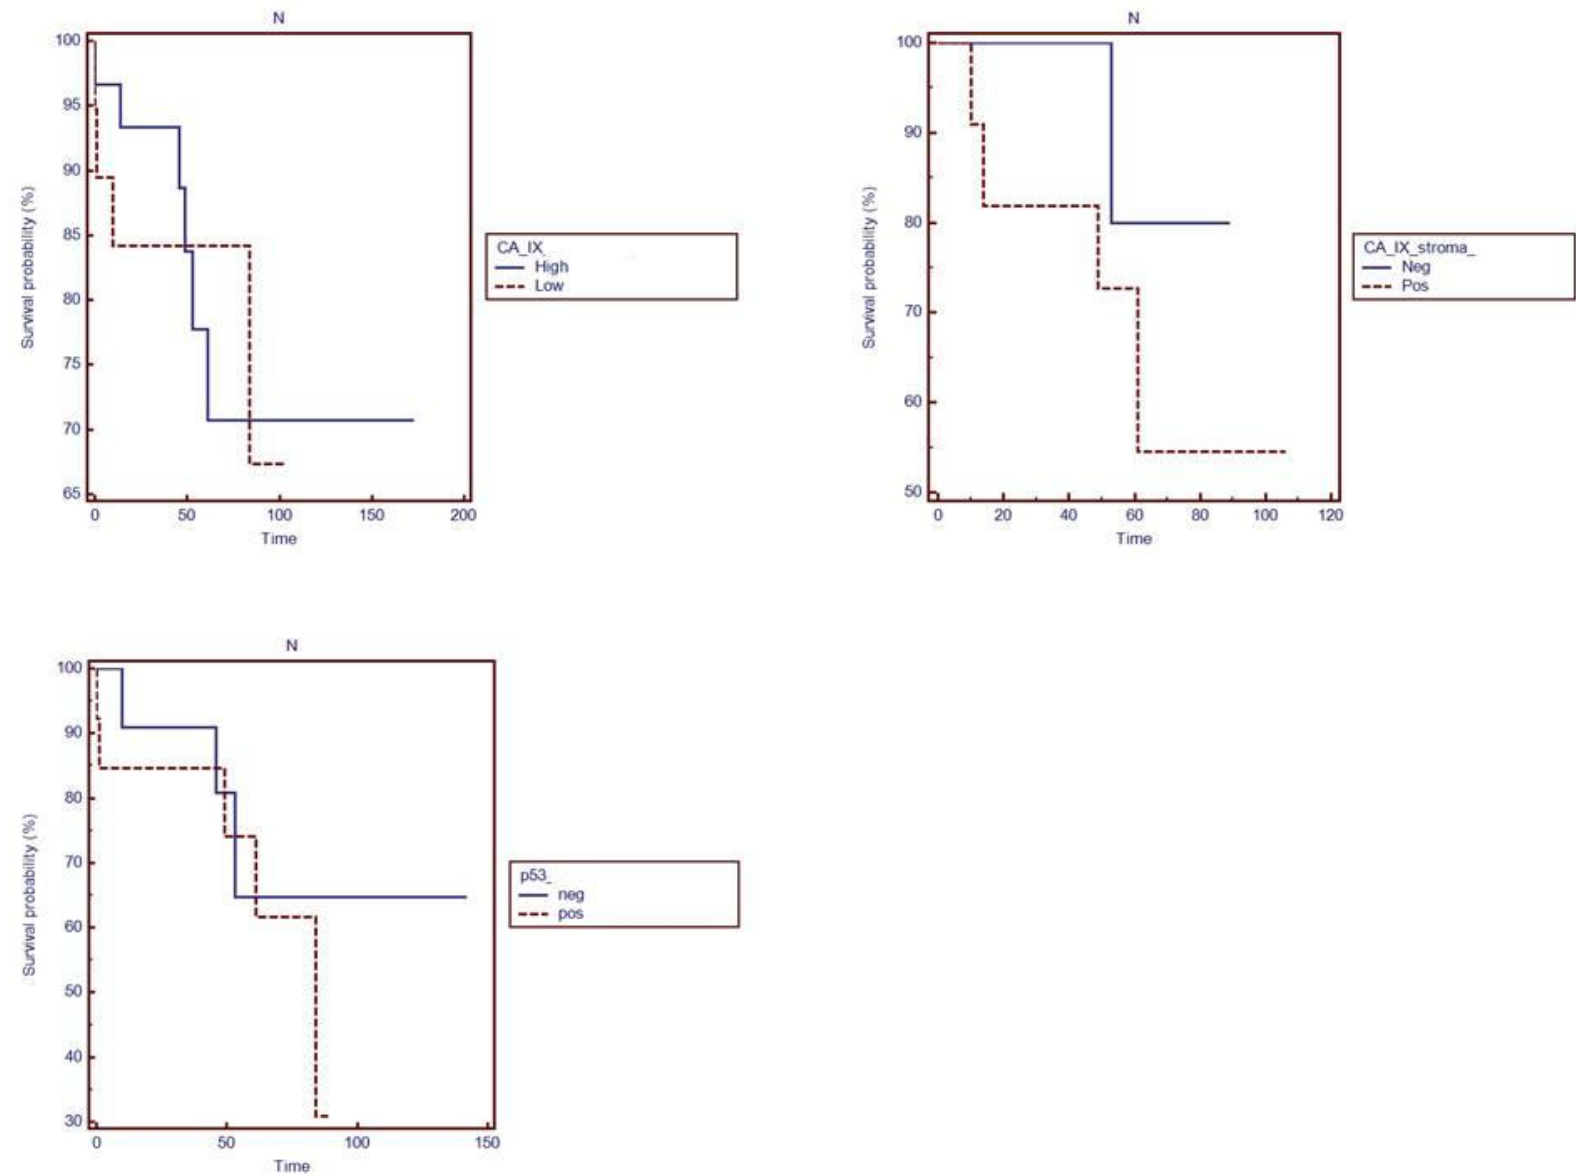 N
100
95
90
85
80
75
70
65
Survival probability (%)
0 50 100 150 200
Time
CA_IX_
High
Low
N
100
90
80
70
60
50
Survival probability (%)
0 20 40 60 80 100 120
Time
CA_IX_stroma_
Neg
Pos
N
100
90
80
70
60
50
40
30
Survival probability (%)
0 50 100 150
Time
p53_
neg
pos